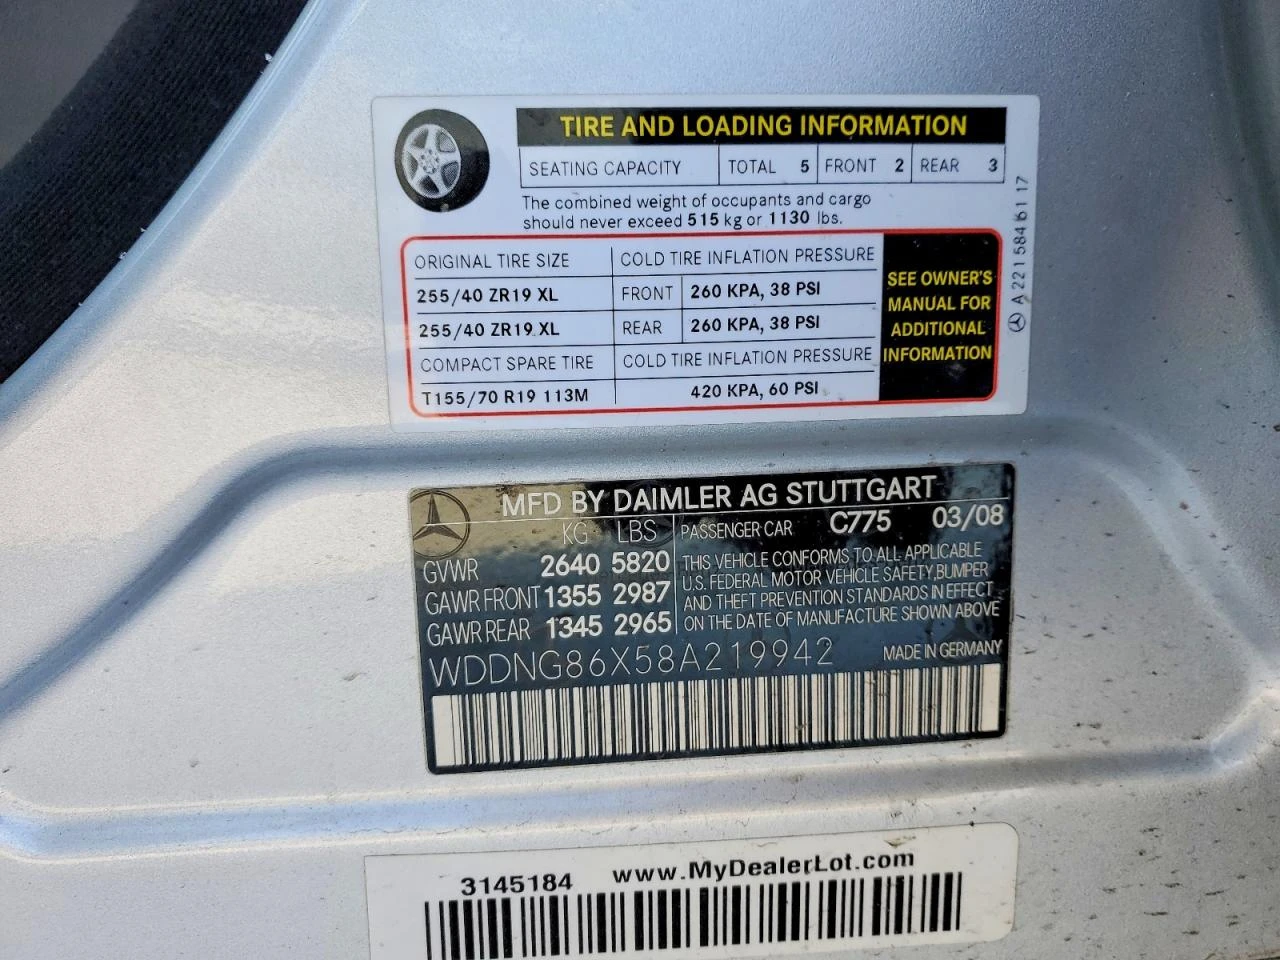 TIRE AND LOADING INFORMATION
SEATING CAPACITY TOTAL 5 FRONT 2 REAR 3
The combined weight of occupants and cargo
should never exceed 515 kg or 1130 lbs.
ORIGINAL TIRE SIZE COLD TIRE INFLATION PRESSURE
255/40 ZR19 XL FRONT 260 KPA, 38 PSI
255/40 ZR19 XL REAR 260 KPA, 38 PSI
COMPACT SPARE TIRE COLD TIRE INFLATION PRESSURE
T155/70 R19 113M 420 KPA, 60 PSI
SEE OWNER'S
MANUAL FOR
ADDITIONAL
INFORMATION
A 221 584 61 17
MFD BY DAIMLER AG STUTTGART
KG LBS PASSENGER CAR C775 03/08
GVWR 2640 5820
GAWR FRONT 1355 2987
GAWR REAR 1345 2965
THIS VEHICLE CONFORMS TO ALL APPLICABLE
U.S. FEDERAL MOTOR VEHICLE SAFETY, BUMPER
AND THEFT PREVENTION STANDARDS IN EFFECT
ON THE DATE OF MANUFACTURE SHOWN ABOVE
WDDNG86X58A219942 MADE IN GERMANY
3145184 www.MyDealerLot.com